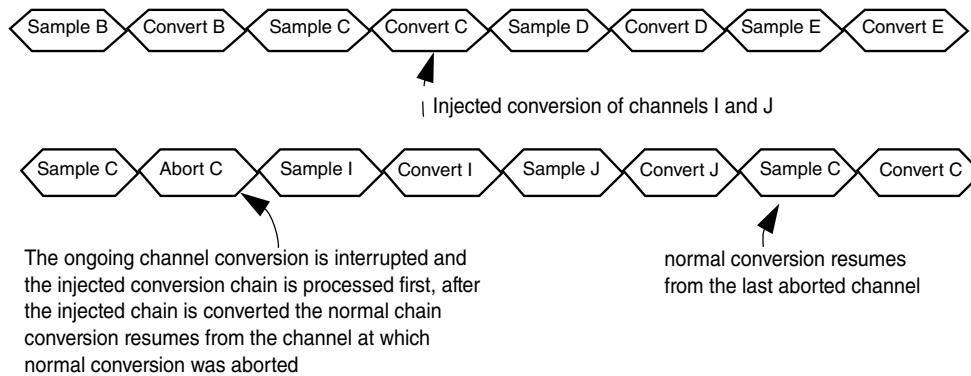 Sample B Convert B Sample C Convert C Sample D Convert D Sample E Convert E
Injected conversion of channels I and J
Sample C Abort C Sample I Convert I Sample J Convert J Sample C Convert C
The ongoing channel conversion is interrupted and
the injected conversion chain is processed first, after
the injected chain is converted the normal chain
conversion resumes from the channel at which
normal conversion was aborted
normal conversion resumes
from the last aborted channel